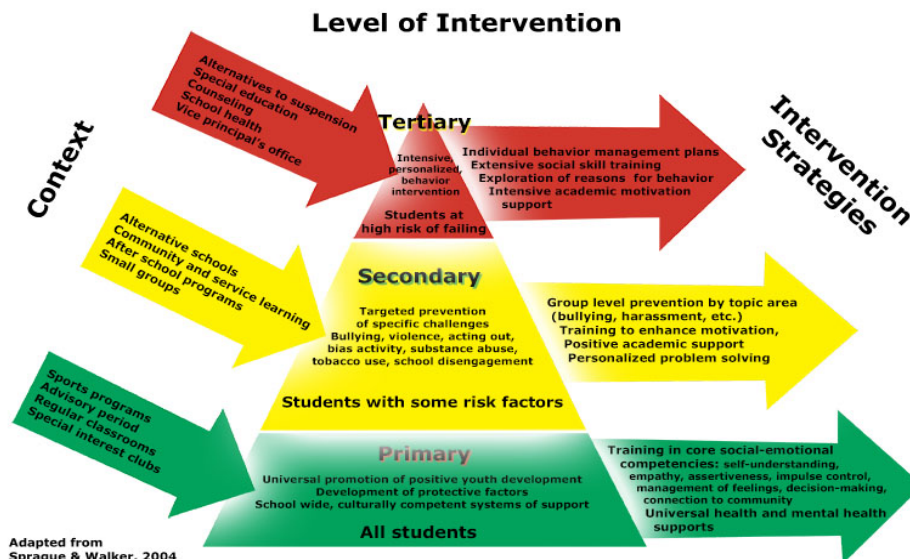 Level of Intervention
Context
Intervention
Strategies
Alternatives to suspension
Special education
Counseling
School health
Vice principal's office
Tertiary
Intensive,
personalized,
behavior
intervention
Students at
high risk of failing
Individual behavior management plans
Extensive social skill training
Exploration of reasons for behavior
Intensive academic motivation
support
Alternative schools
Community and service learning
After school programs
Small groups
Secondary
Targeted prevention
of specific challenges
Bullying, violence, acting out,
bias activity, substance abuse,
tobacco use, school disengagement
Students with some risk factors
Group level prevention by topic area
(bullying, harassment, etc.)
Training to enhance motivation,
Positive academic support
Personalized problem solving
Sports programs
Advisory period
Regular classrooms
Special interest clubs
Primary
Universal promotion of positive youth development
Development of protective factors
School wide, culturally competent systems of support
All students
Training in core social-emotional
competencies: self-understanding,
empathy, assertiveness, impulse control,
management of feelings, decision-making,
connection to community
Universal health and mental health
supports
Adapted from
Sprague & Walker, 2004